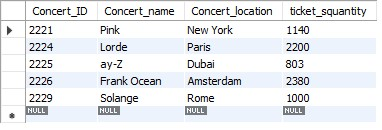 Concert_ID Concert_name Concert_location ticket_squantity
2221 Pink New York 1140
2224 Lorde Paris 2200
2225 ay-Z Dubai 803
2226 Frank Ocean Amsterdam 2380
2229 Solange Rome 1000
NULL NULL NULL NULL